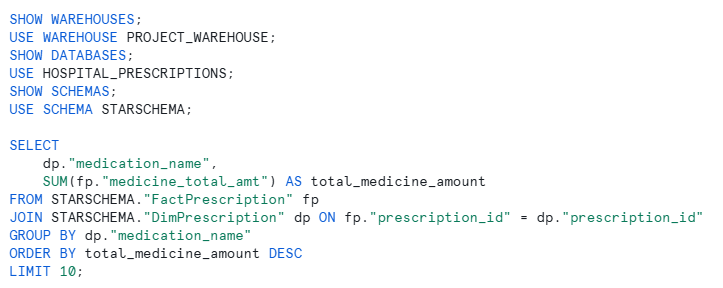 SHOW WAREHOUSES;
USE WAREHOUSE PROJECT_WAREHOUSE;
SHOW DATABASES;
USE HOSPITAL_PRESCRIPTIONS;
SHOW SCHEMAS;
USE SCHEMA STARSCHEMA;
SELECT
dp."medication_name",
SUM(fp."medicine_total_amt") AS total_medicine_amount
FROM STARSCHEMA."FactPrescription" fp
JOIN STARSCHEMA."DimPrescription" dp ON fp."prescription_id" = dp."prescription_id"
GROUP BY dp."medication_name"
ORDER BY total_medicine_amount DESC
LIMIT 10;